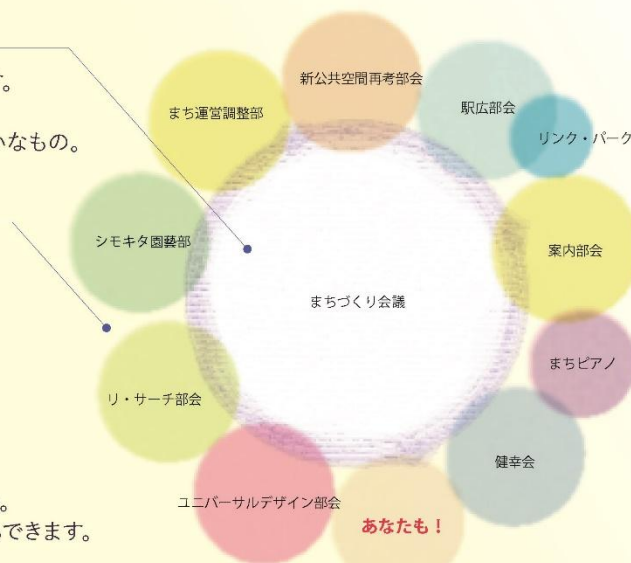 す。
いなもの。
。
できます。
新公共空間再考部会
まち運営調整部
駅広部会
リンク・パーク
シモキタ園藝部
案内部会
まちづくり会議
まちピアノ
リ・サーチ部会
健幸会
ユニバーサルデザイン部会
あなたも！